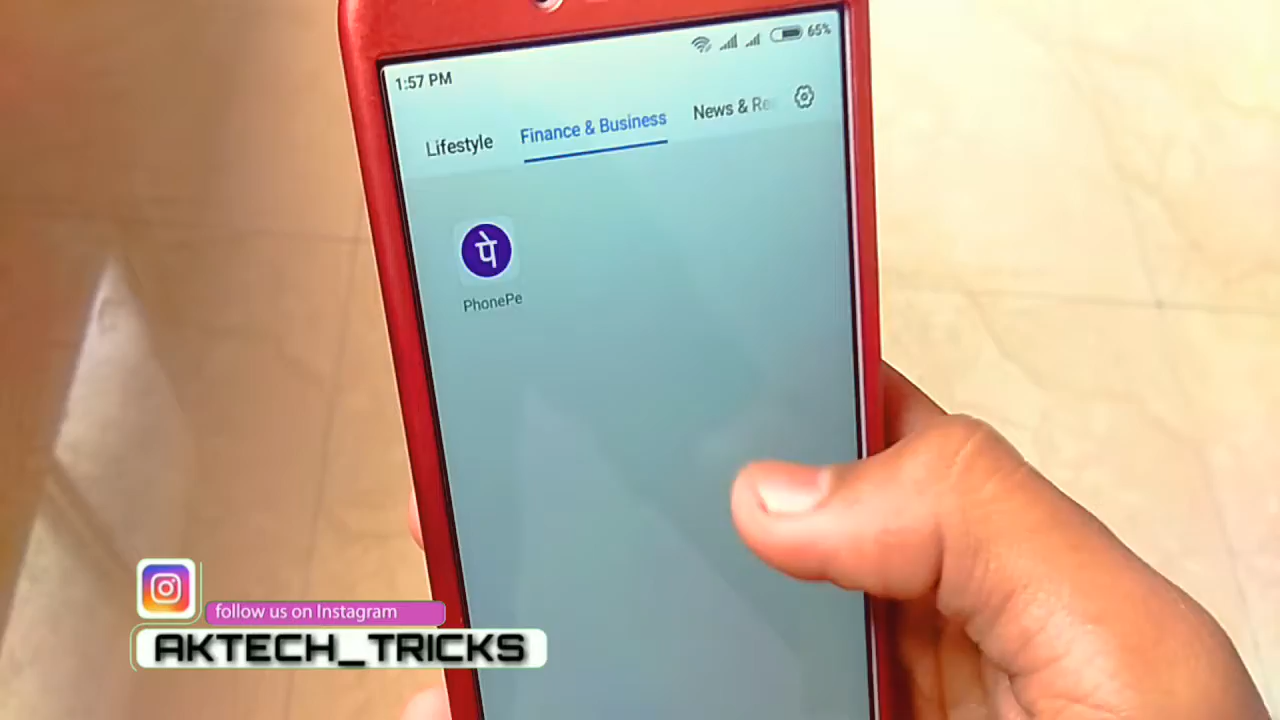 65%
1:57 PM
Lifestyle Finance & Business News & Re
पे
PhonePe
follow us on Instagram
AKTECH_TRICKS